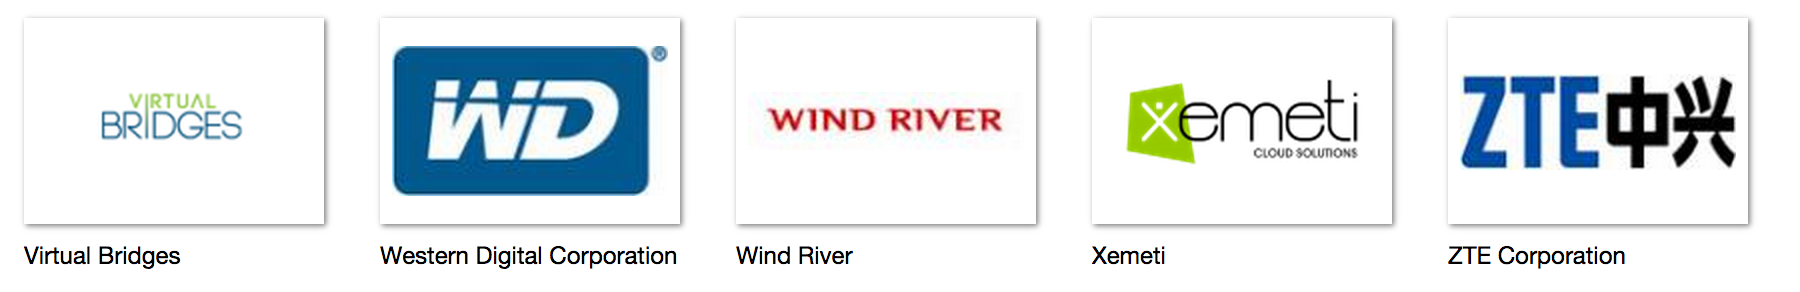 VIRTUAL
BRIDGES
WD®
WIND RIVER
xemeti
CLOUD SOLUTIONS
ZTE中兴
Virtual Bridges
Western Digital Corporation
Wind River
Xemeti
ZTE Corporation